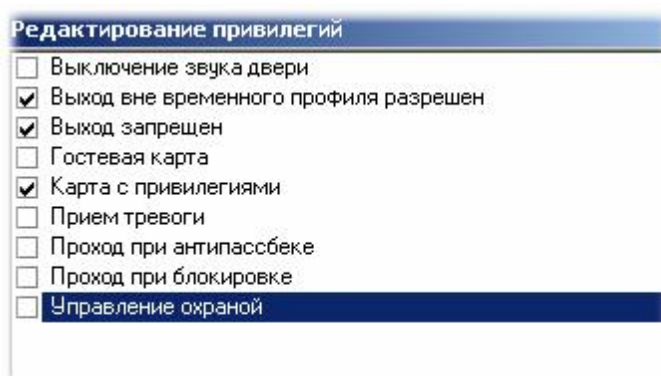 Редактирование привилегий
Выключение звука двери
Выход вне временного профиля разрешен
Выход запрещен
Гостевая карта
Карта с привилегиями
Прием тревоги
Проход при антипассбеке
Проход при блокировке
Управление охраной